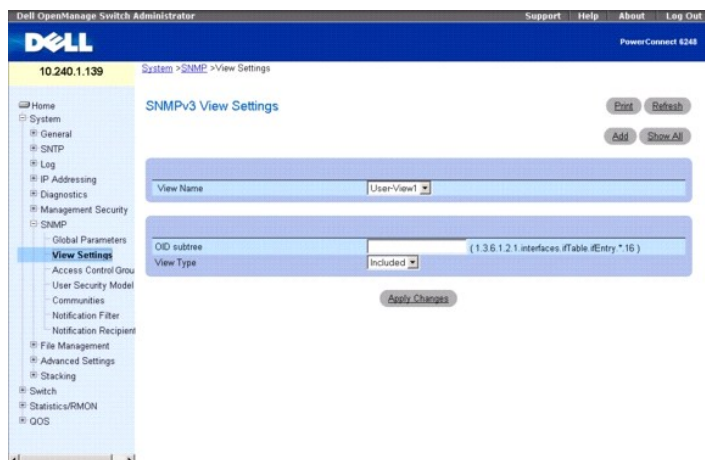 Dell OpenManage Switch Administrator
Support Help About Log Out
DELL
PowerConnect 6248
10.240.1.139
System >SNMP >View Settings
Home
System
General
SNTP
Log
IP Addressing
Diagnostics
Management Security
SNMP
Global Parameters
View Settings
Access Control Grou
User Security Model
Communities
Notification Filter
Notification Recipient
File Management
Advanced Settings
Stacking
Switch
Statistics/RMON
QOS
SNMPv3 View Settings
Print Refresh
Add Show All
View Name User-View1
OID subtree (1.3.6.1.2.1.interfaces.ifTable.ifEntry.*.16 )
View Type Included
Apply Changes